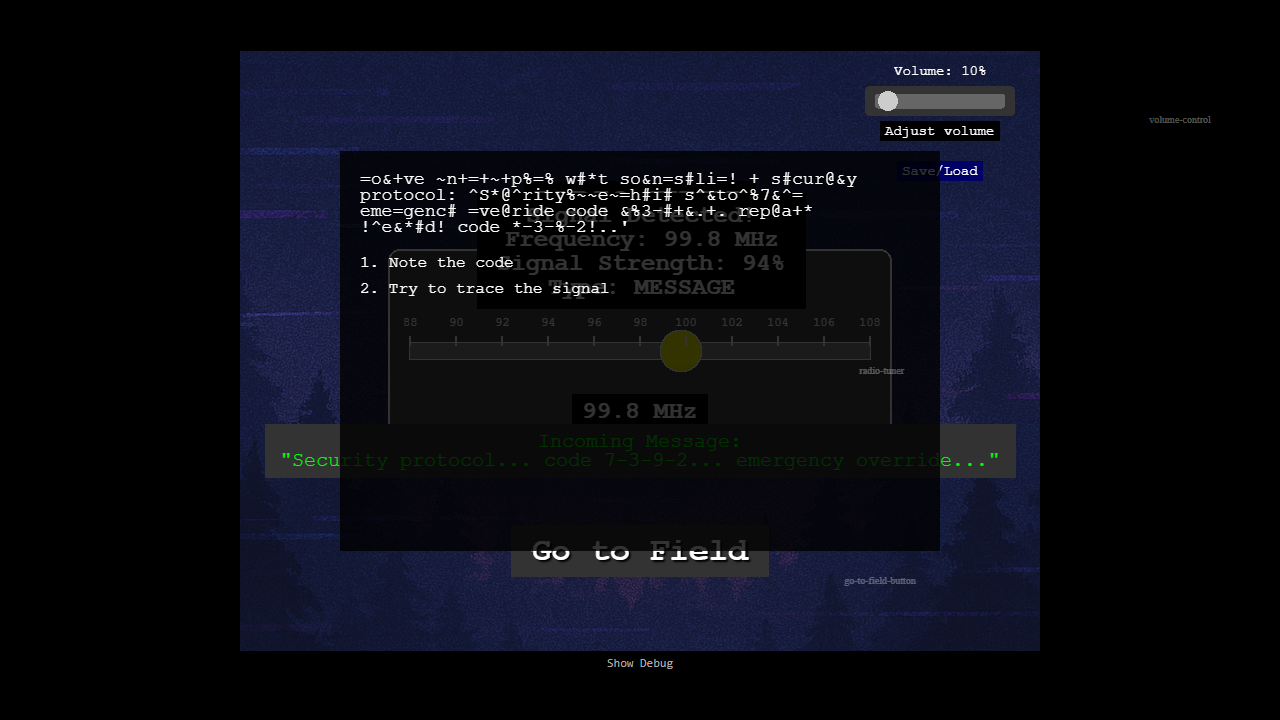 Volume: 10%
Adjust volume
volume-control
Save/Load
=o&+ve ~n+=+~+p%=% w#*t so&n=s#li=! + s#cur@&y
protocol: ^S*@^rity%~~e~=h#i# s^&to^%7&^=
eme=genc# =ve@ride code &%3-#+&.+. rep@a+*
!^e&*#d! code *-3-%-2!..'
Signal Detected!
Frequency: 99.8 MHz
Signal Strength: 94%
Type: MESSAGE
1. Note the code
2. Try to trace the signal
88 90 92 94 96 98 100 102 104 106 108
radio-tuner
99.8 MHz
Incoming Message:
"Security protocol... code 7-3-9-2... emergency override..."
Go to Field
go-to-field-button
Show Debug